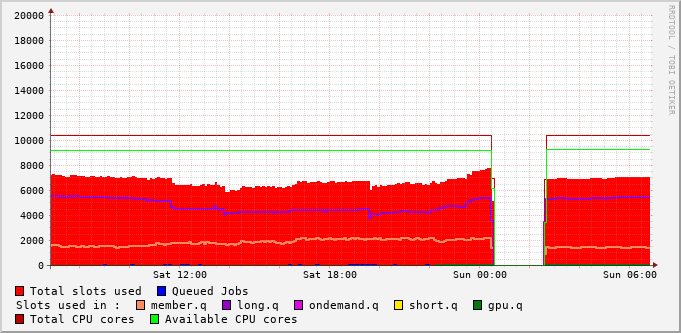 RRDTOOL / TOBI OETIKER
20000
18000
16000
14000
12000
10000
8000
6000
4000
2000
0
Sat 12:00 Sat 18:00 Sun 00:00 Sun 06:00
Total slots used Queued Jobs
Slots used in : member.q long.q ondemand.q short.q gpu.q
Total CPU cores Available CPU cores